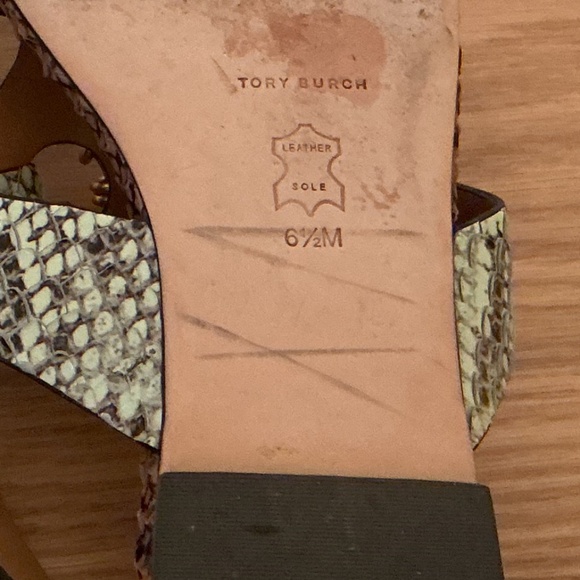 TORY BURCH
LEATHER
SOLE
6½M